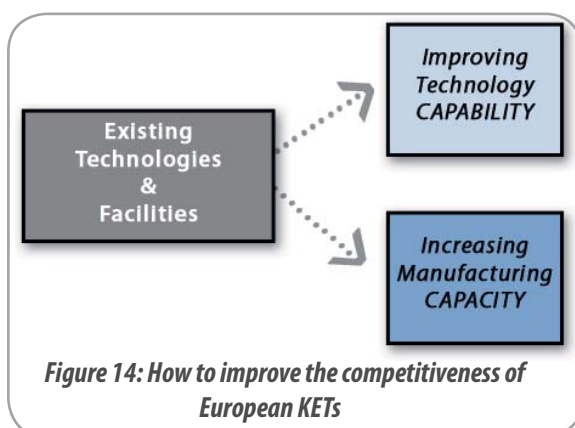 Existing
Technologies
&
Facilities
Improving
Technology
CAPABILITY
Increasing
Manufacturing
CAPACITY
Figure 14: How to improve the competitiveness of
European KETs